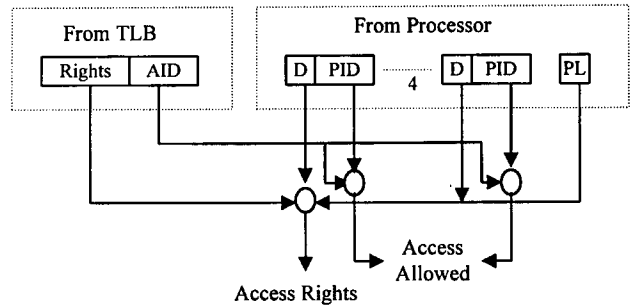 From TLB
From Processor
Rights AID
D PID
4
D PID
PL
Access
Allowed
Access Rights